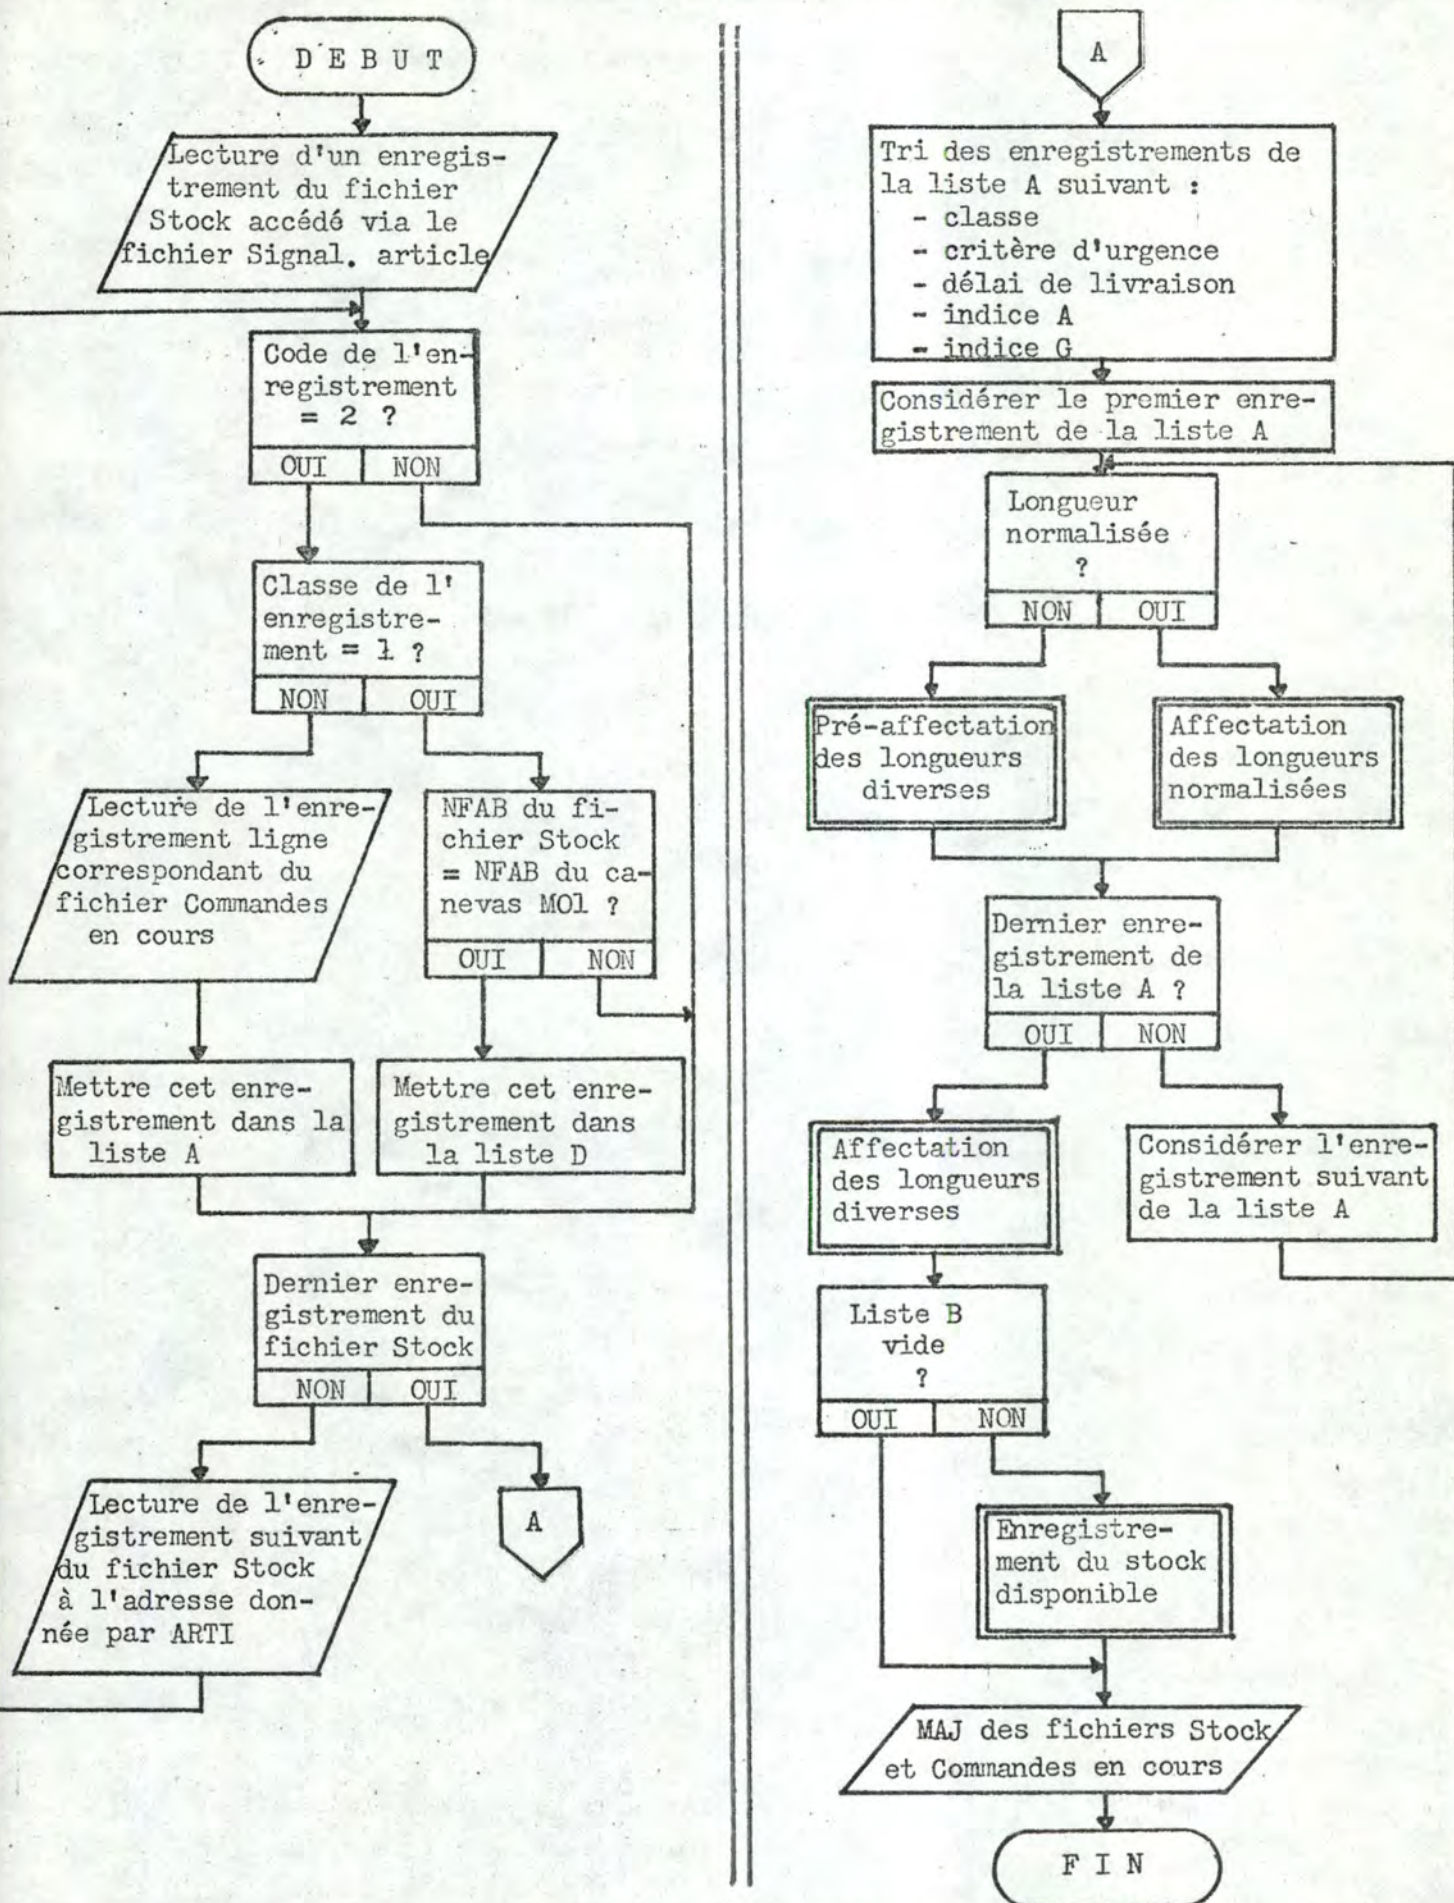 DEBUT
Lecture d'un enregis-
trement du fichier
Stock accédé via le
fichier Signal. article
Code de l'en-
registrement
= 2 ?
OUI NON
Classe de l'
enregistre-
ment = 1 ?
NON OUI
Lecture de l'enre-
gistrement ligne
correspondant du
fichier Commandes
en cours
NFAB du fi-
chier Stock
= NFAB du ca-
nevas MO1 ?
OUI NON
Mettre cet enre-
gistrement dans la
liste A
Mettre cet enre-
gistrement dans
la liste D
Dernier enre-
gistrement du
fichier Stock
NON OUI
Lecture de l'enre-
gistrement suivant
du fichier Stock
à l'adresse don-
née par ARTI
A
A
Tri des enregistrements de
la liste A suivant :
- classe
- critère d'urgence
- délai de livraison
- indice A
- indice G
Considérer le premier enre-
gistrement de la liste A
Longueur
normalisée
?
NON OUI
Pré-affectation
des longueurs
diverses
Affectation
des longueurs
normalisées
Dernier enre-
gistrement de
la liste A ?
OUI NON
Affectation
des longueurs
diverses
Considérer l'enre-
gistrement suivant
de la liste A
Liste B
vide
?
OUI NON
Enregistre-
ment du stock
disponible
MAJ des fichiers Stock
et Commandes en cours
FIN